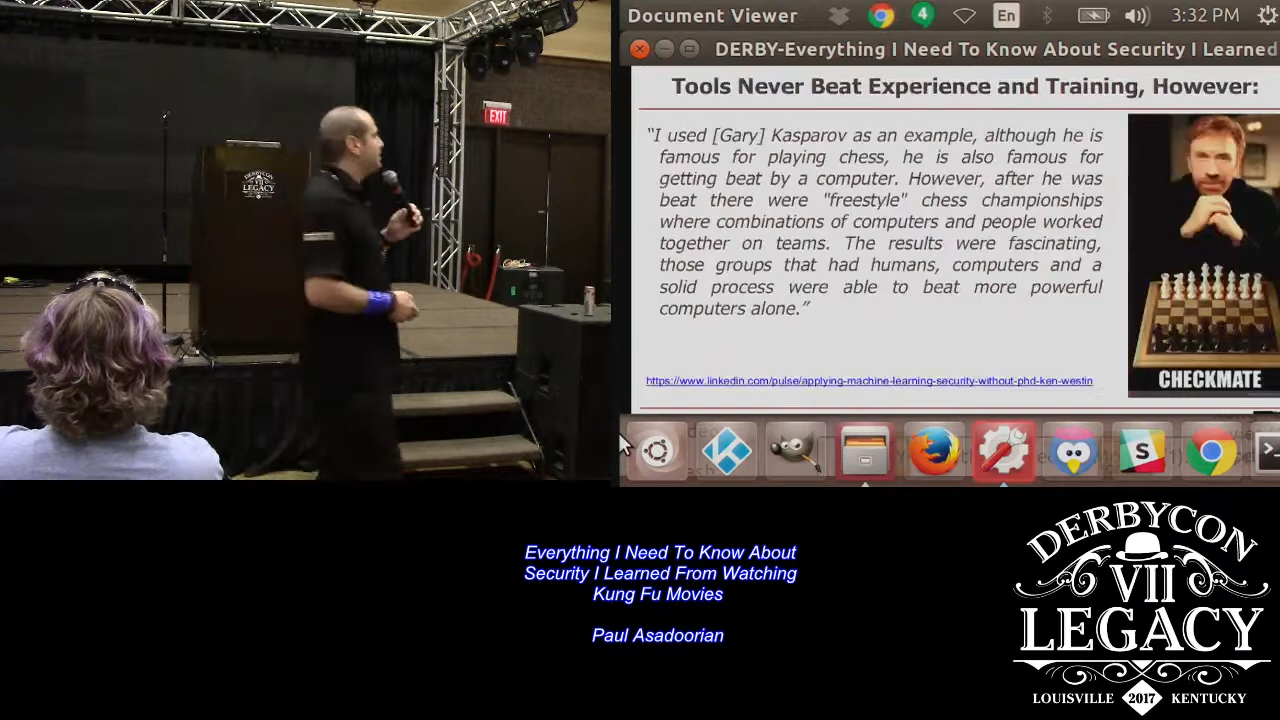 EXIT
LEGACY
Document Viewer
4
En
3:32 PM
DERBY-Everything I Need To Know About Security I Learned
Tools Never Beat Experience and Training, However:
“I used [Gary] Kasparov as an example, although he is
famous for playing chess, he is also famous for
getting beat by a computer. However, after he was
beat there were "freestyle" chess championships
where combinations of computers and people worked
together on teams. The results were fascinating,
those groups that had humans, computers and a
solid process were able to beat more powerful
computers alone.”
https://www.linkedin.com/pulse/applying-machine-learning-security-without-phd-ken-westin
CHECKMATE
S
>_
Everything I Need To Know About
Security I Learned From Watching
Kung Fu Movies
Paul Asadoorian
DERBYCON
VII
LEGACY
LOUISVILLE 2017 KENTUCKY